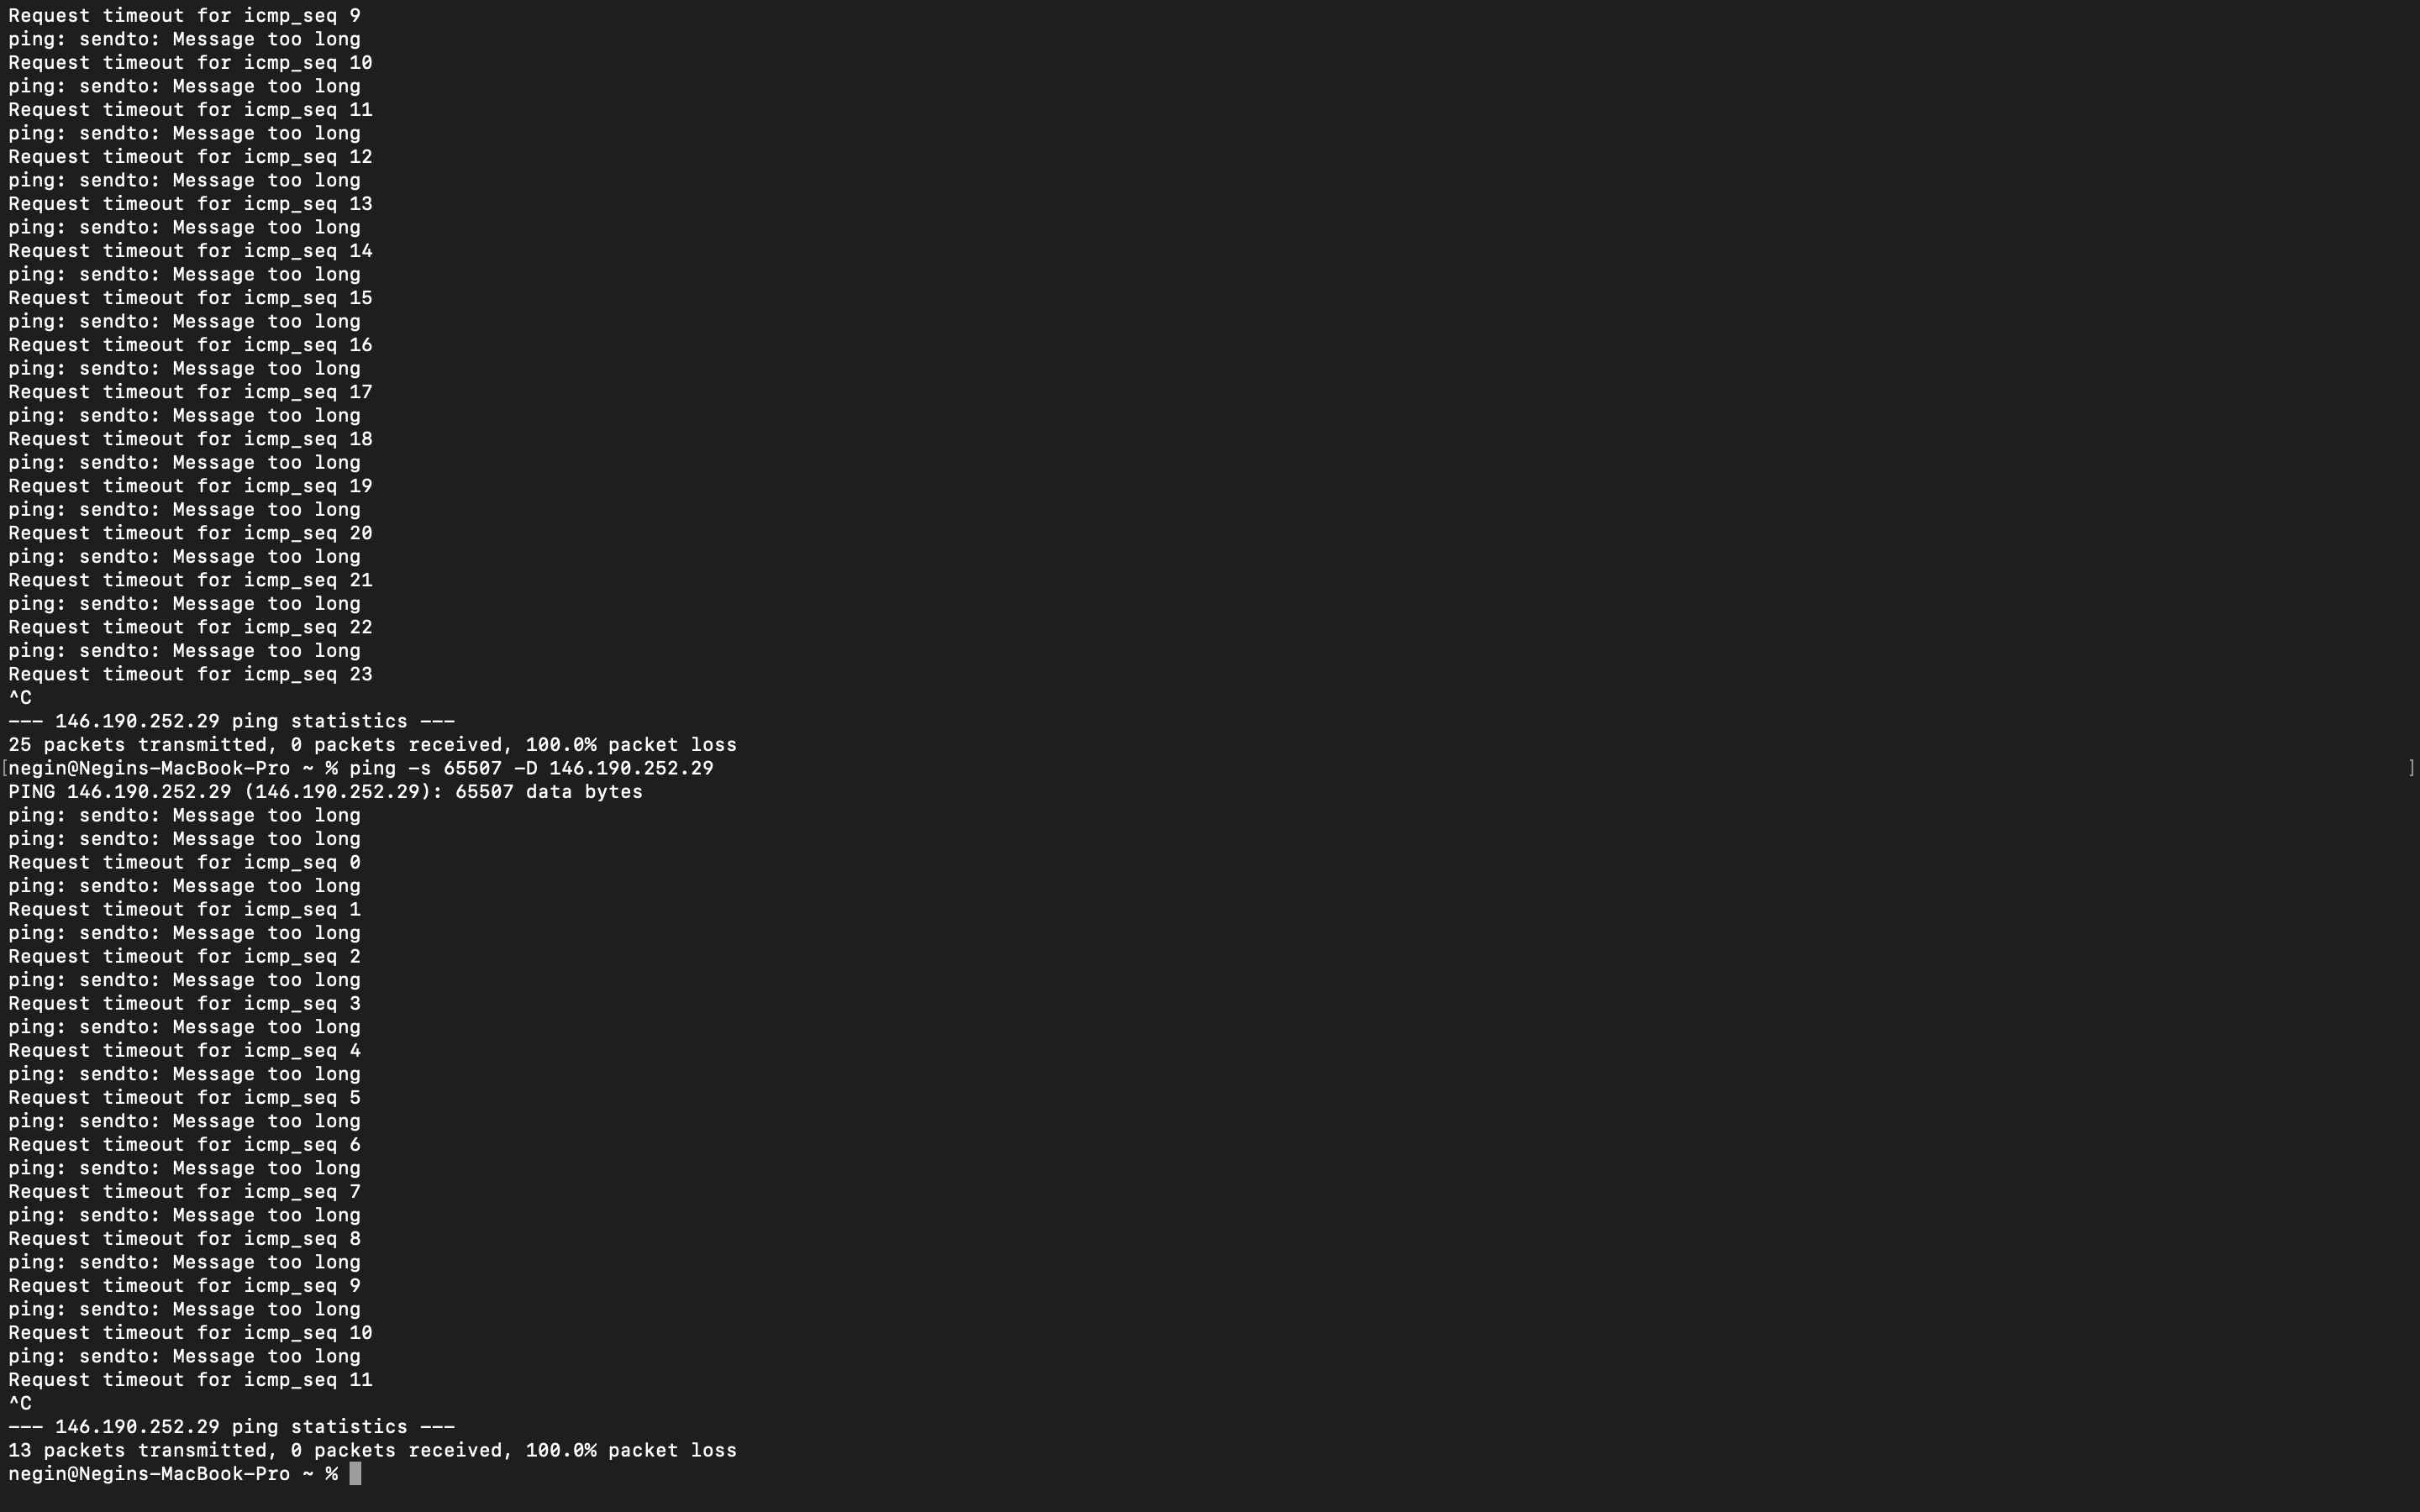 Request timeout for icmp_seq 9
ping: sendto: Message too long
Request timeout for icmp_seq 10
ping: sendto: Message too long
Request timeout for icmp_seq 11
ping: sendto: Message too long
Request timeout for icmp_seq 12
ping: sendto: Message too long
Request timeout for icmp_seq 13
ping: sendto: Message too long
Request timeout for icmp_seq 14
ping: sendto: Message too long
Request timeout for icmp_seq 15
ping: sendto: Message too long
Request timeout for icmp_seq 16
ping: sendto: Message too long
Request timeout for icmp_seq 17
ping: sendto: Message too long
Request timeout for icmp_seq 18
ping: sendto: Message too long
Request timeout for icmp_seq 19
ping: sendto: Message too long
Request timeout for icmp_seq 20
ping: sendto: Message too long
Request timeout for icmp_seq 21
ping: sendto: Message too long
Request timeout for icmp_seq 22
ping: sendto: Message too long
Request timeout for icmp_seq 23
^C
--- 146.190.252.29 ping statistics ---
25 packets transmitted, 0 packets received, 100.0% packet loss
[negin@Negins-MacBook-Pro ~ % ping -s 65507 -D 146.190.252.29 ]
PING 146.190.252.29 (146.190.252.29): 65507 data bytes
ping: sendto: Message too long
ping: sendto: Message too long
Request timeout for icmp_seq 0
ping: sendto: Message too long
Request timeout for icmp_seq 1
ping: sendto: Message too long
Request timeout for icmp_seq 2
ping: sendto: Message too long
Request timeout for icmp_seq 3
ping: sendto: Message too long
Request timeout for icmp_seq 4
ping: sendto: Message too long
Request timeout for icmp_seq 5
ping: sendto: Message too long
Request timeout for icmp_seq 6
ping: sendto: Message too long
Request timeout for icmp_seq 7
ping: sendto: Message too long
Request timeout for icmp_seq 8
ping: sendto: Message too long
Request timeout for icmp_seq 9
ping: sendto: Message too long
Request timeout for icmp_seq 10
ping: sendto: Message too long
Request timeout for icmp_seq 11
^C
--- 146.190.252.29 ping statistics ---
13 packets transmitted, 0 packets received, 100.0% packet loss
negin@Negins-MacBook-Pro ~ %